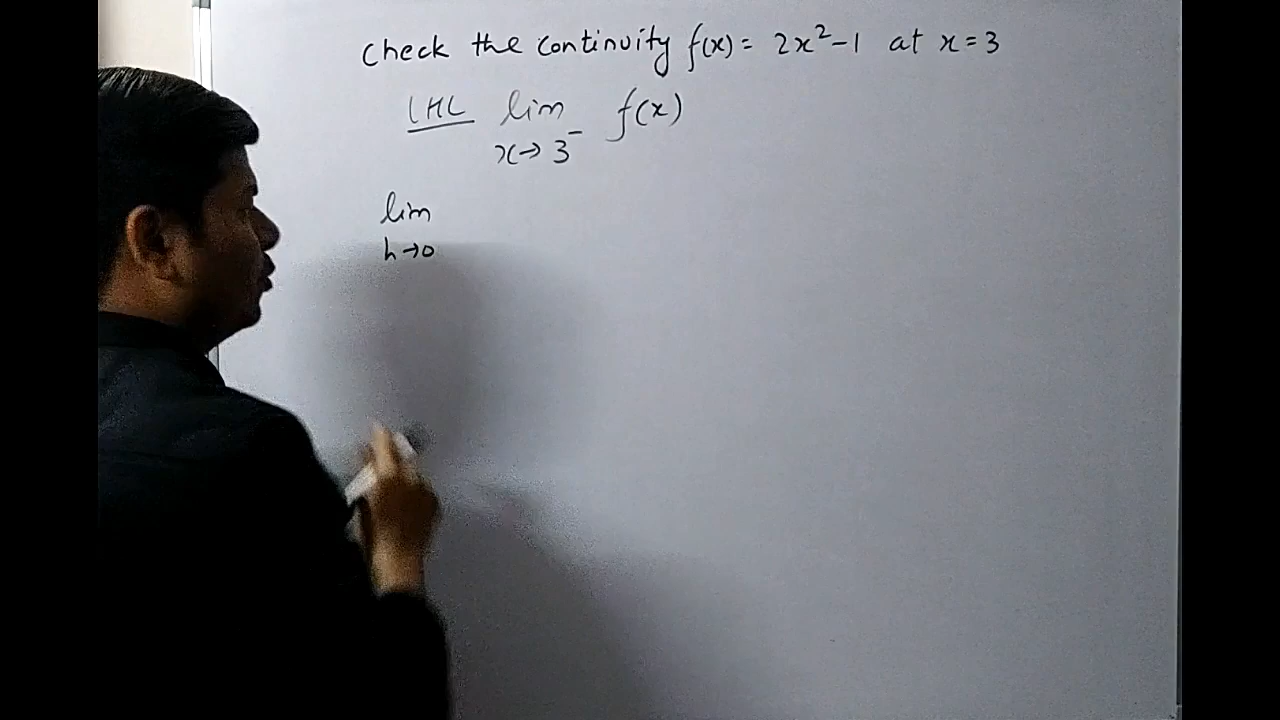 Check the continuity f(x) = 2x²-1 at x=3
LHL lim f(x)
x→3⁻
lim
h→0